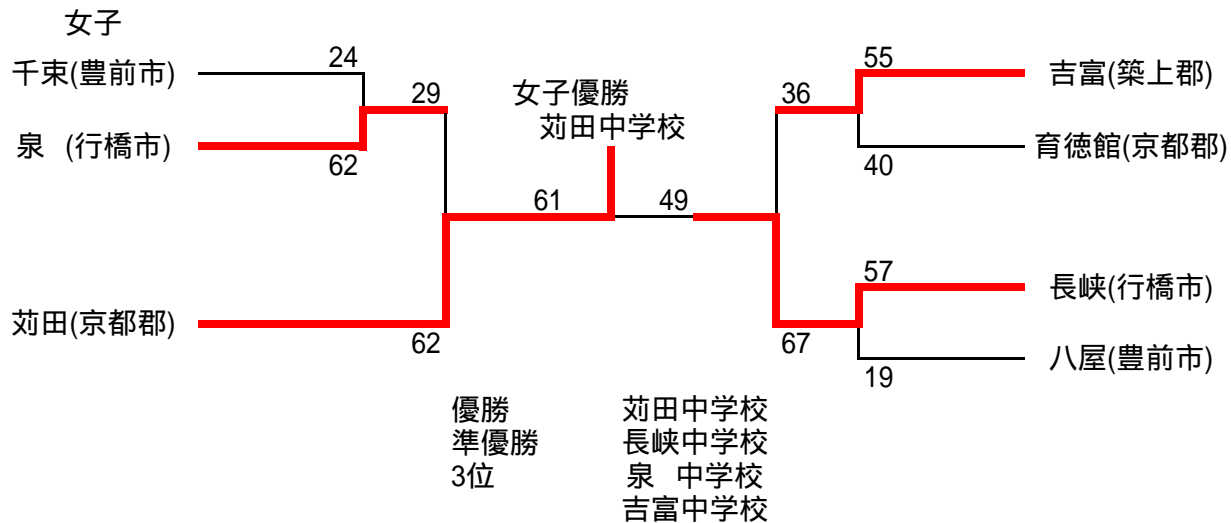 女子
千束(豊前市)
24
泉 (行橋市)
62
29
苅田(京都郡)
62
61
女子優勝
苅田中学校
49
36
55
吉富(築上郡)
40
育徳館(京都郡)
57
長峡(行橋市)
67
19
八屋(豊前市)
優勝 苅田中学校
準優勝 長峡中学校
3位 泉 中学校
吉富中学校